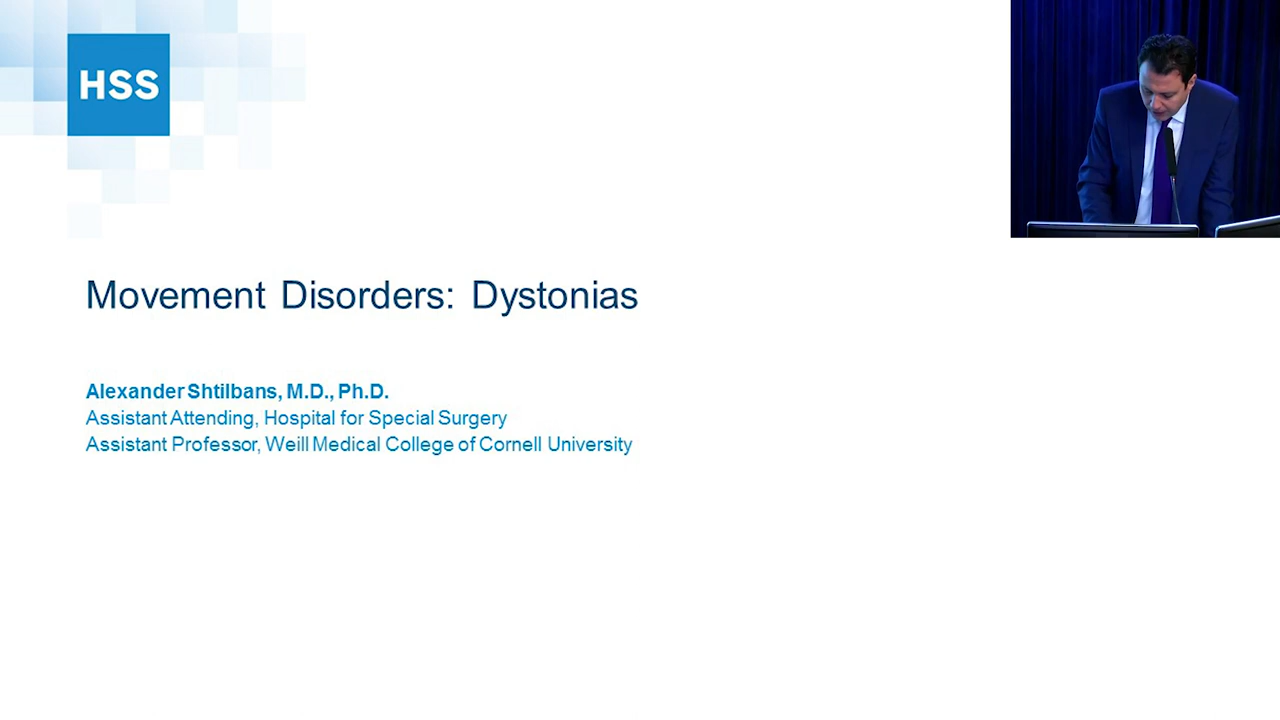 HSS
Movement Disorders: Dystonias
Alexander Shtilbans, M.D., Ph.D.
Assistant Attending, Hospital for Special Surgery
Assistant Professor, Weill Medical College of Cornell University